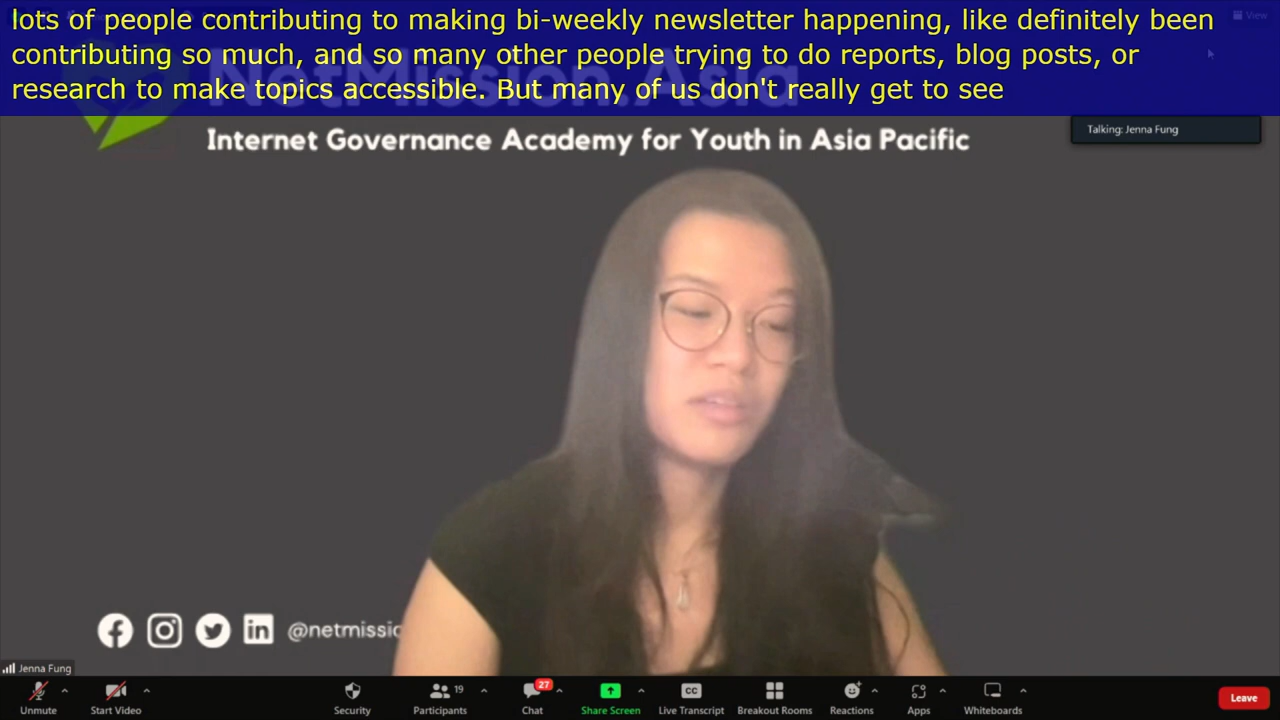 lots of people contributing to making bi-weekly newsletter happening, like definitely been
contributing so much, and so many other people trying to do reports, blog posts, or
research to make topics accessible. But many of us don't really get to see
View
NetMission.Asia
Internet Governance Academy for Youth in Asia Pacific
Talking: Jenna Fung
@netmissio
Jenna Fung
19
27
CC
Unmute
Start Video
Security
Participants
Chat
Share Screen
Live Transcript
Breakout Rooms
Reactions
Apps
Whiteboards
Leave